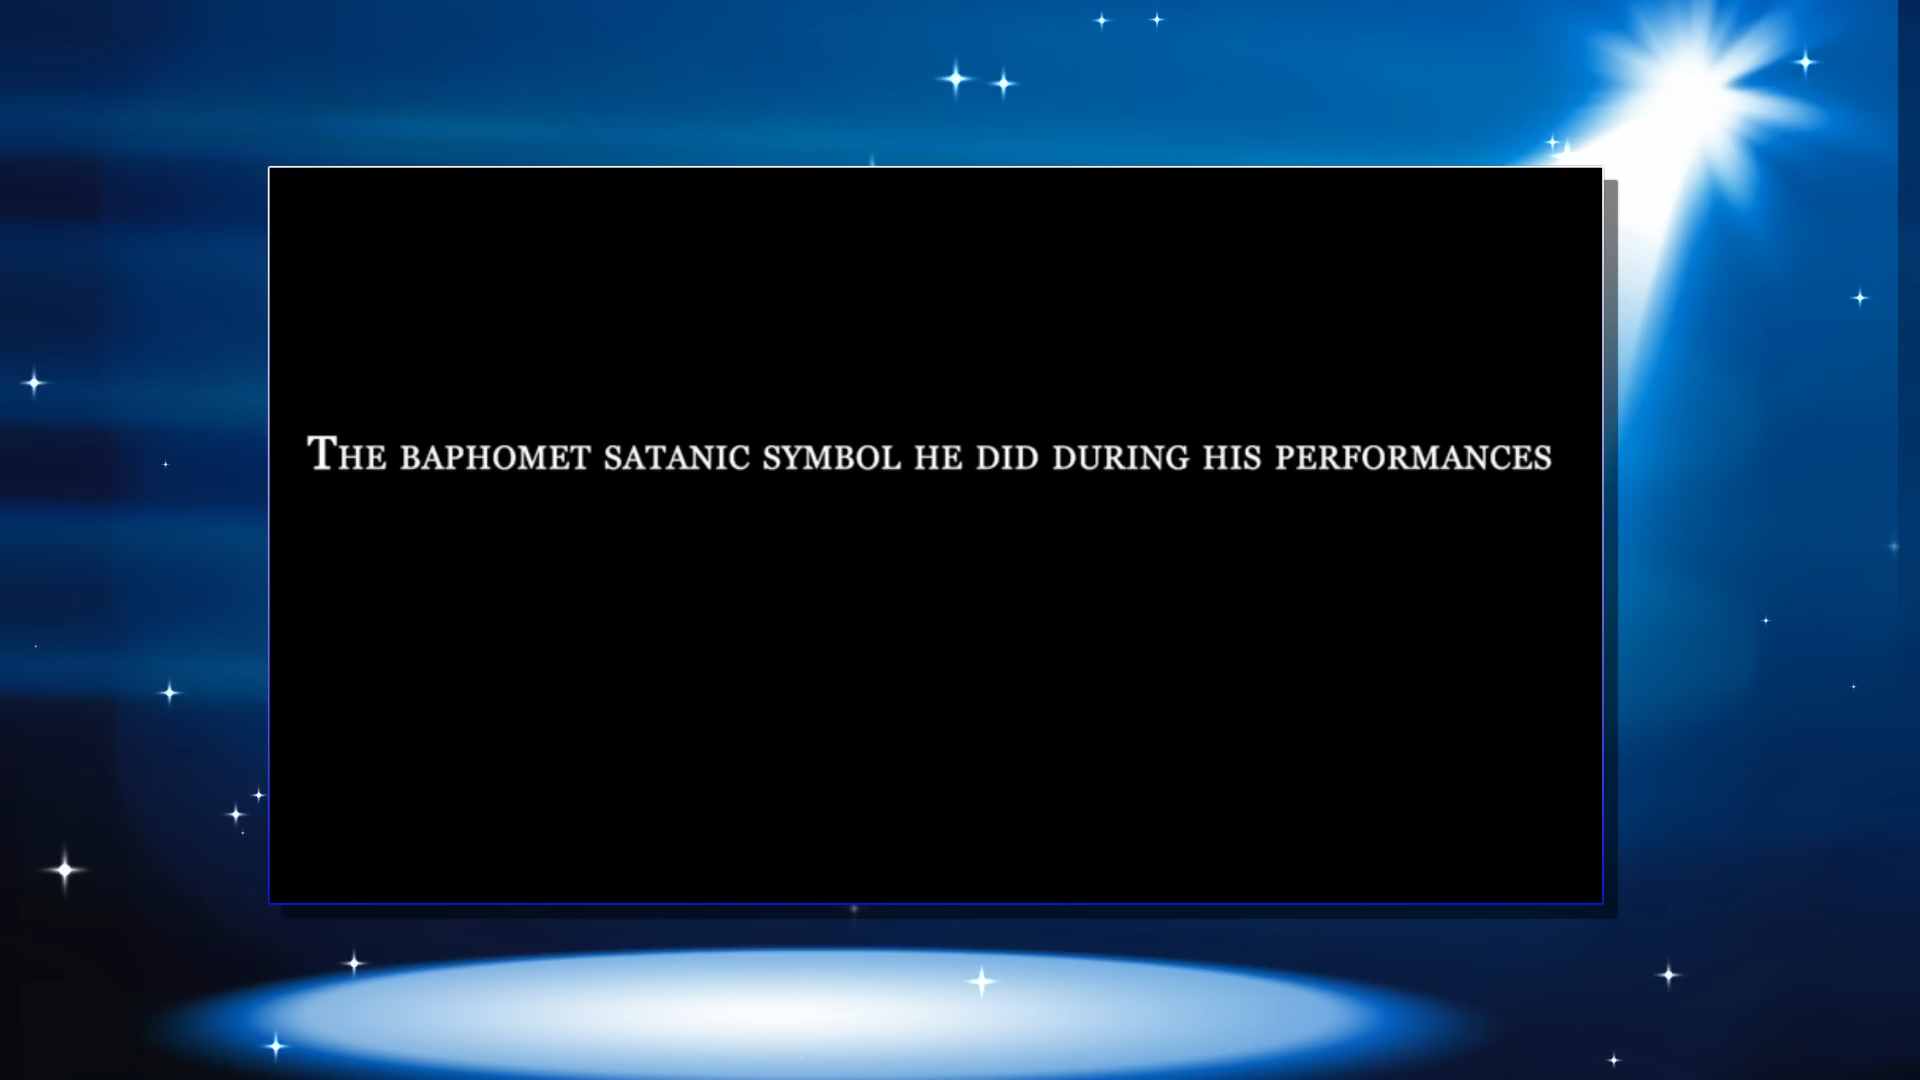 The baphomet satanic symbol he did during his performances